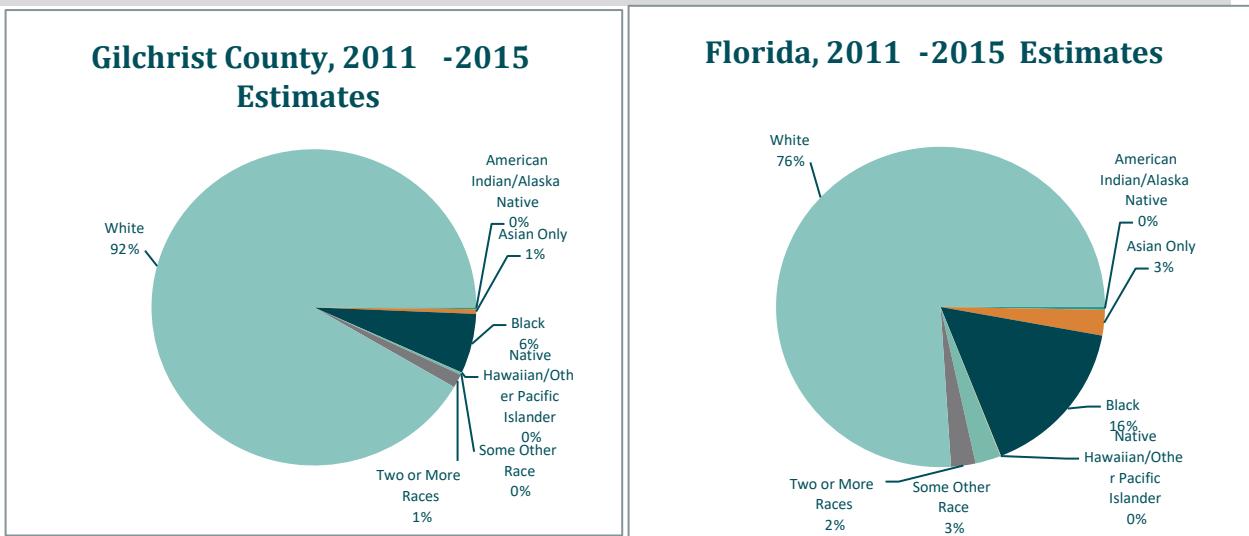 Gilchrist County, 2011 -2015
Estimates
White
92%
American
Indian/Alaska
Native
0%
Asian Only
1%
Black
6%
Native
Hawaiian/Oth
er Pacific
Islander
0%
Some Other
Race
0%
Two or More
Races
1%
Florida, 2011 -2015 Estimates
White
76%
American
Indian/Alaska
Native
0%
Asian Only
3%
Black
16%
Native
Hawaiian/Othe
r Pacific
Islander
0%
Some Other
Race
3%
Two or More
Races
2%